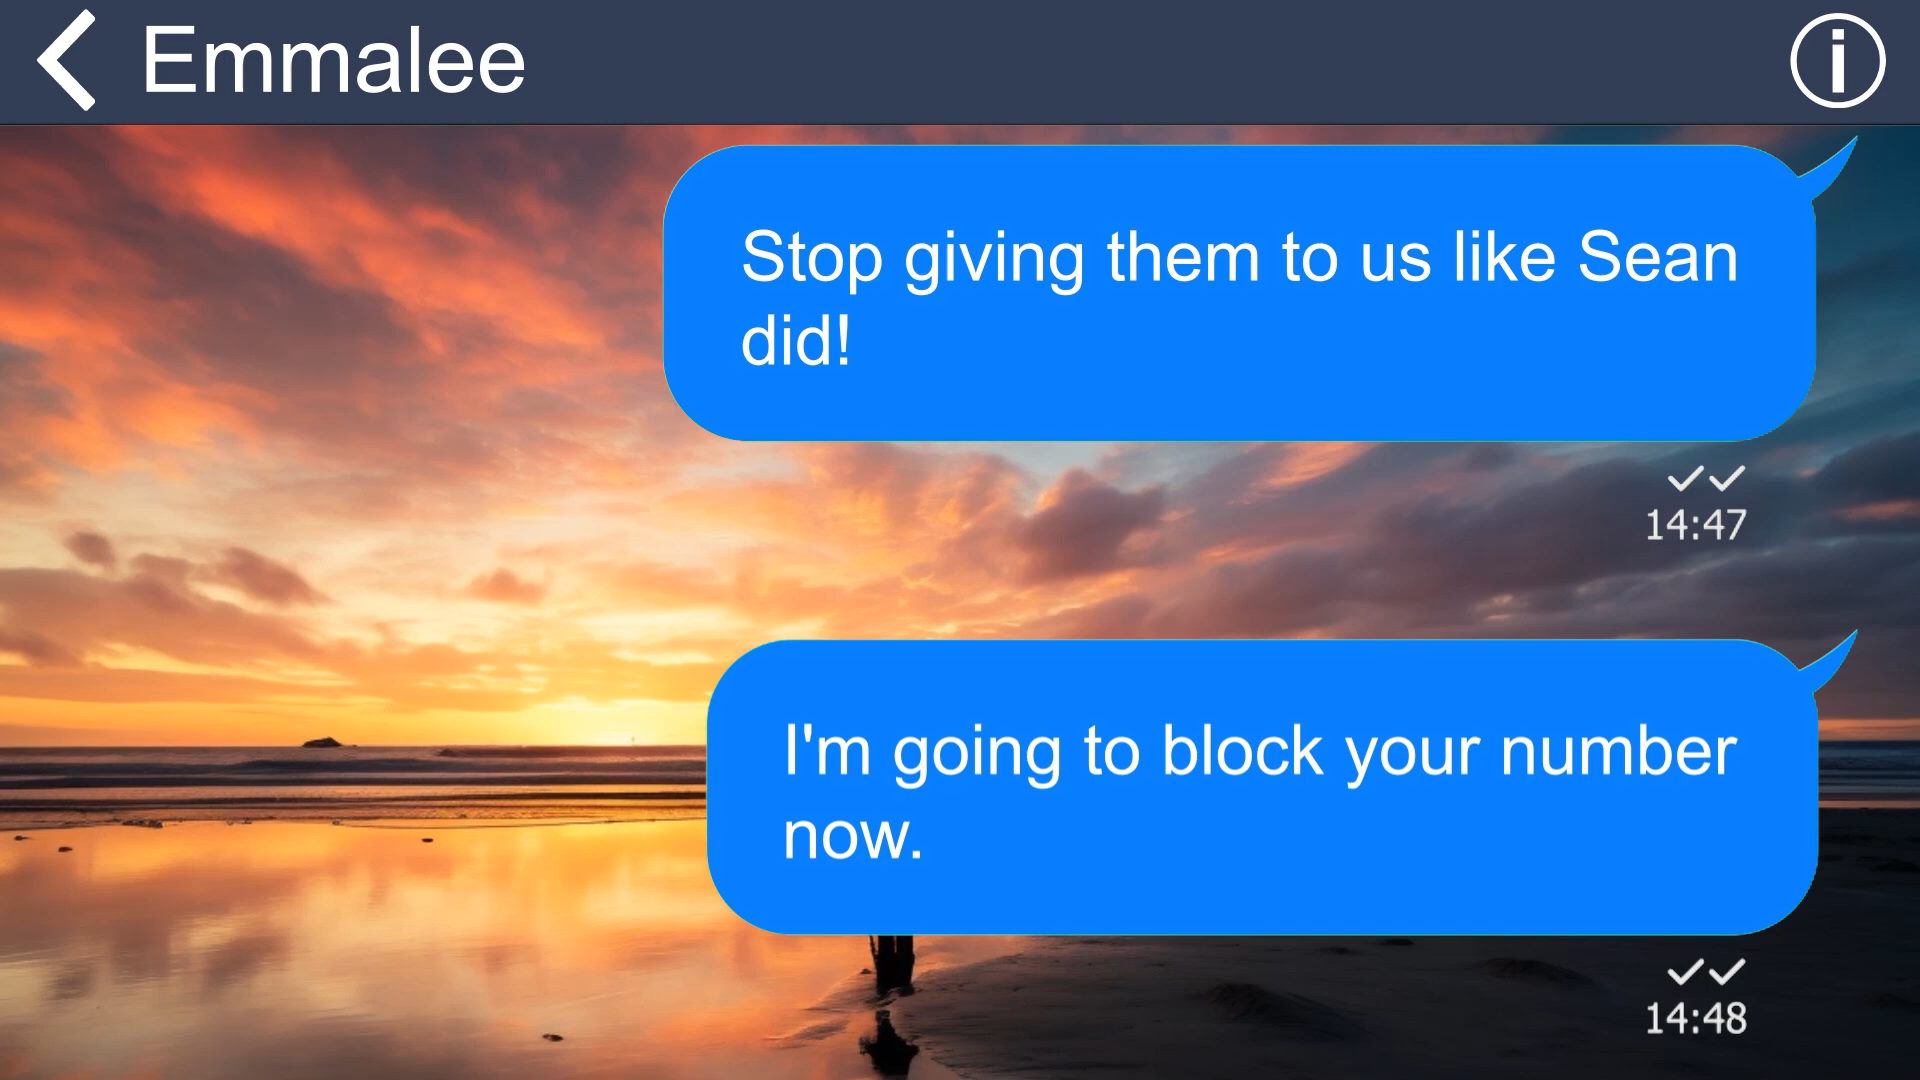 Emmalee
Stop giving them to us like Sean
did!
14:47
I'm going to block your number
now.
14:48